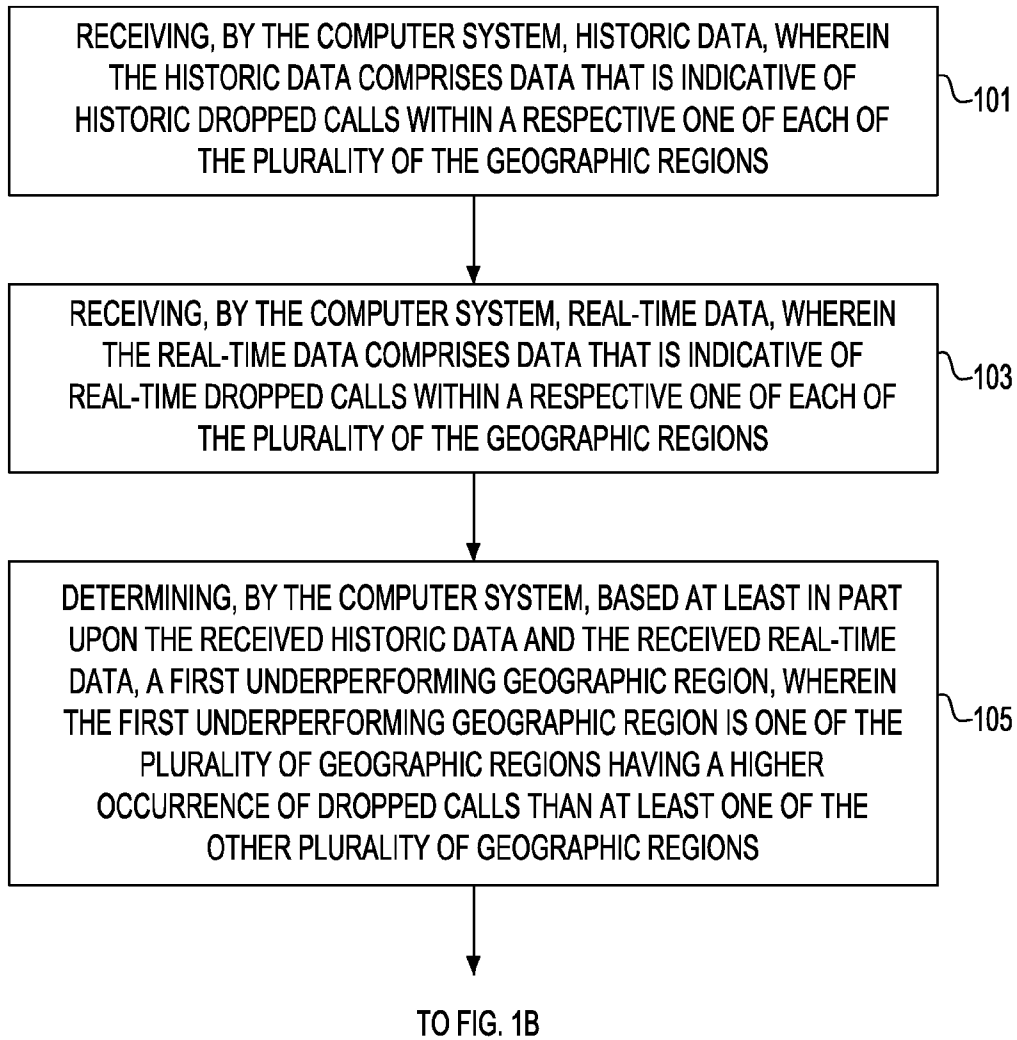 RECEIVING, BY THE COMPUTER SYSTEM, HISTORIC DATA, WHEREIN
THE HISTORIC DATA COMPRISES DATA THAT IS INDICATIVE OF
HISTORIC DROPPED CALLS WITHIN A RESPECTIVE ONE OF EACH OF
THE PLURALITY OF THE GEOGRAPHIC REGIONS
101
RECEIVING, BY THE COMPUTER SYSTEM, REAL-TIME DATA, WHEREIN
THE REAL-TIME DATA COMPRISES DATA THAT IS INDICATIVE OF
REAL-TIME DROPPED CALLS WITHIN A RESPECTIVE ONE OF EACH OF
THE PLURALITY OF THE GEOGRAPHIC REGIONS
103
DETERMINING, BY THE COMPUTER SYSTEM, BASED AT LEAST IN PART
UPON THE RECEIVED HISTORIC DATA AND THE RECEIVED REAL-TIME
DATA, A FIRST UNDERPERFORMING GEOGRAPHIC REGION, WHEREIN
THE FIRST UNDERPERFORMING GEOGRAPHIC REGION IS ONE OF THE
PLURALITY OF GEOGRAPHIC REGIONS HAVING A HIGHER
OCCURRENCE OF DROPPED CALLS THAN AT LEAST ONE OF THE
OTHER PLURALITY OF GEOGRAPHIC REGIONS
105
TO FIG. 1B